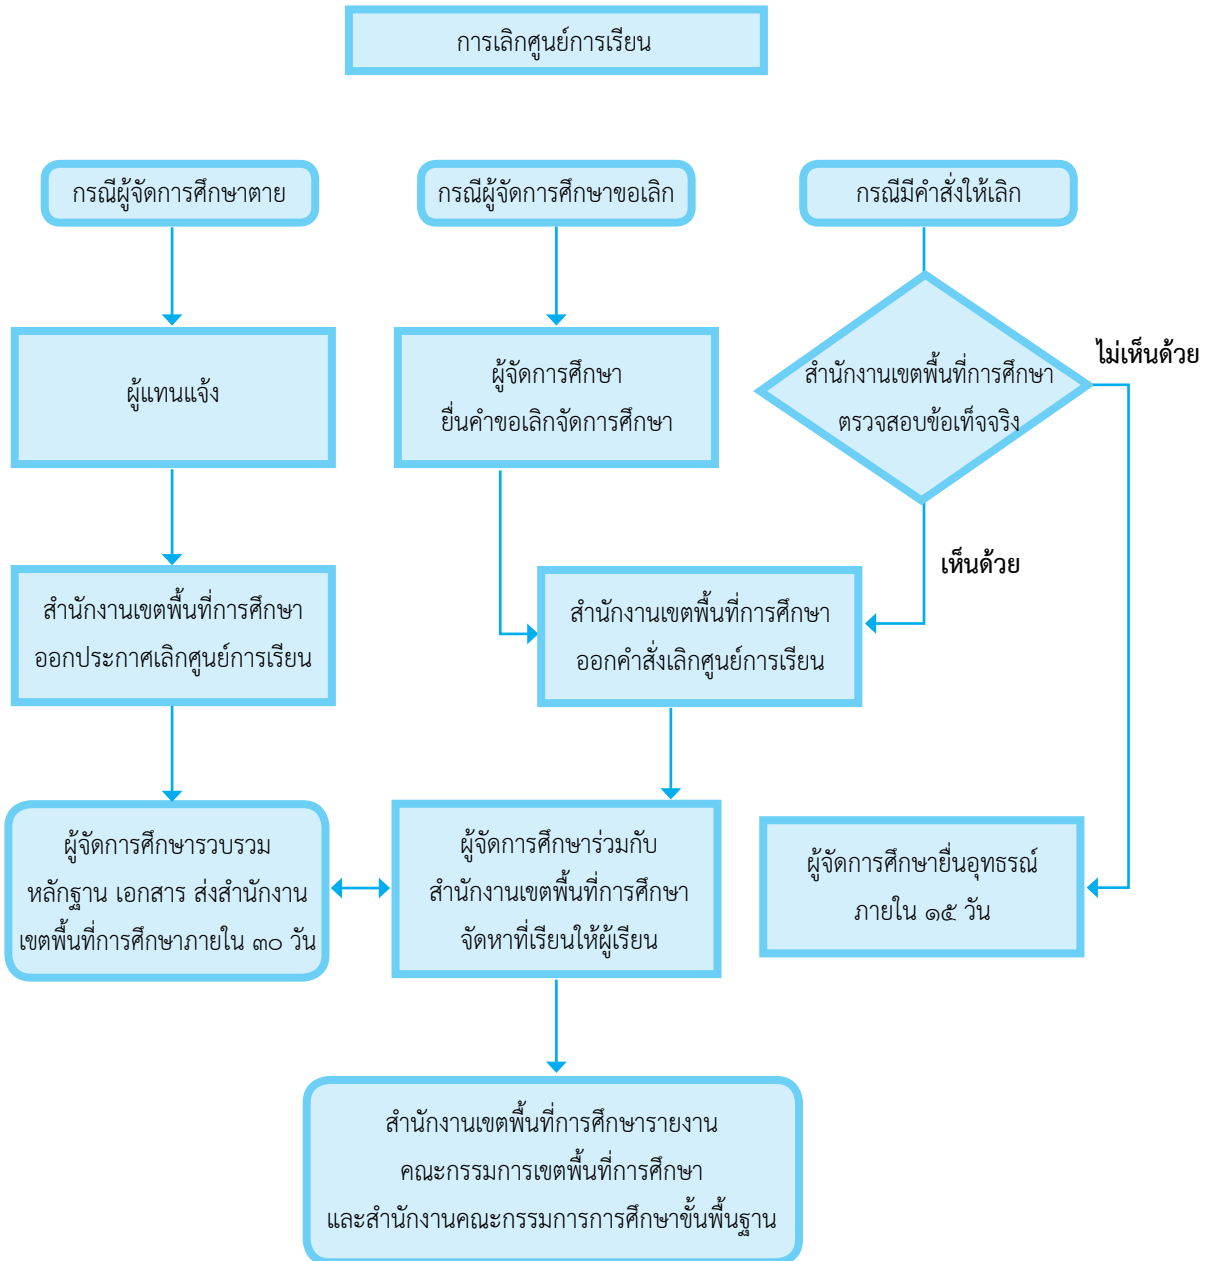 การเลิกศูนย์การเรียน
กรณีผู้จัดการศึกษาตาย
กรณีผู้จัดการศึกษาขอเลิก
กรณีมีคำสั่งให้เลิก
ผู้แทนแจ้ง
ผู้จัดการศึกษา
ยื่นคำขอเลิกจัดการศึกษา
สำนักงานเขตพื้นที่การศึกษา
ตรวจสอบข้อเท็จจริง
ไม่เห็นด้วย
เห็นด้วย
สำนักงานเขตพื้นที่การศึกษา
ออกประกาศเลิกศูนย์การเรียน
สำนักงานเขตพื้นที่การศึกษา
ออกคำสั่งเลิกศูนย์การเรียน
ผู้จัดการศึกษารวบรวม
หลักฐาน เอกสาร ส่งสำนักงาน
เขตพื้นที่การศึกษาภายใน ๓๐ วัน
ผู้จัดการศึกษาร่วมกับ
สำนักงานเขตพื้นที่การศึกษา
จัดหาที่เรียนให้ผู้เรียน
ผู้จัดการศึกษายื่นอุทธรณ์
ภายใน ๑๕ วัน
สำนักงานเขตพื้นที่การศึกษารายงาน
คณะกรรมการเขตพื้นที่การศึกษา
และสำนักงานคณะกรรมการการศึกษาขั้นพื้นฐาน